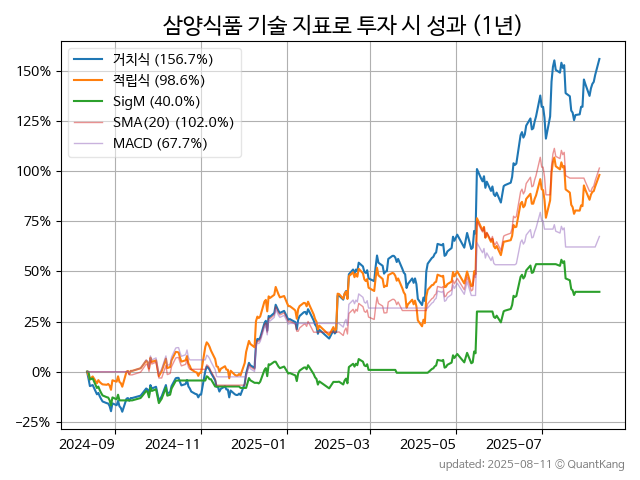 삼양식품 기술 지표로 투자 시 성과 (1년)
거치식 (156.7%)
적립식 (98.6%)
SigM (40.0%)
SMA(20) (102.0%)
MACD (67.7%)
150%
125%
100%
75%
50%
25%
0%
−25%
2024-09 2024-11 2025-01 2025-03 2025-05 2025-07
updated: 2025-08-11 © QuantKang